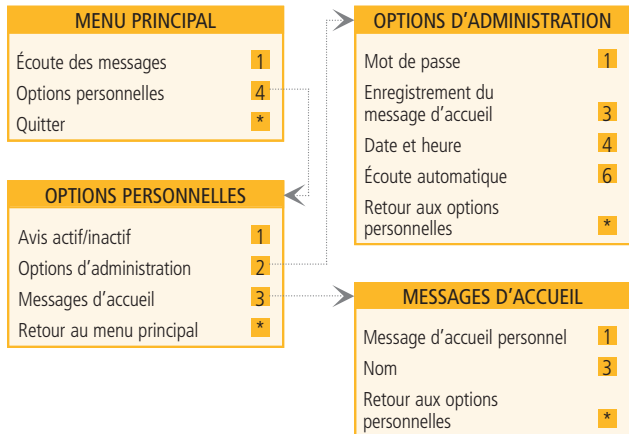 MENU PRINCIPAL
Écoute des messages 1
Options personnelles 4
Quitter *
OPTIONS PERSONNELLES
Avis actif/inactif 1
Options d'administration 2
Messages d'accueil 3
Retour au menu principal *
OPTIONS D'ADMINISTRATION
Mot de passe 1
Enregistrement du
message d'accueil 3
Date et heure 4
Écoute automatique 6
Retour aux options
personnelles *
MESSAGES D'ACCUEIL
Message d'accueil personnel 1
Nom 3
Retour aux options
personnelles *